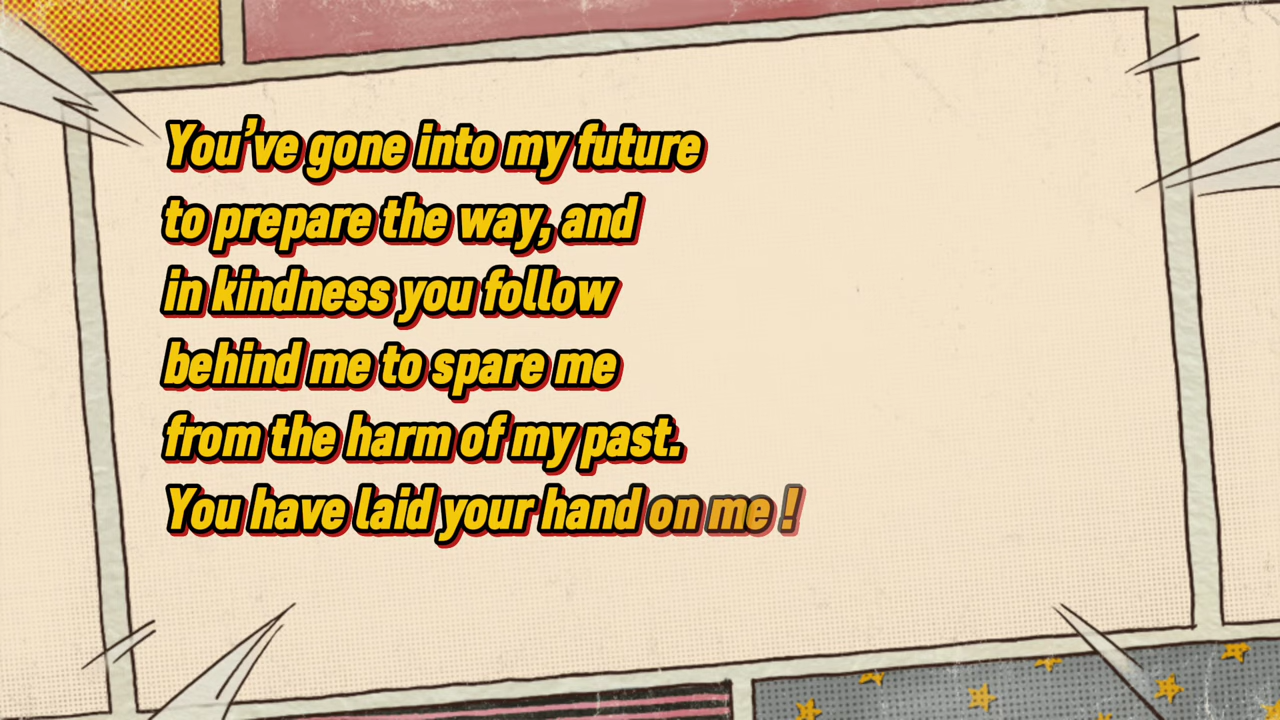 You’ve gone into my future
to prepare the way, and
in kindness you follow
behind me to spare me
from the harm of my past.
You have laid your hand on me !